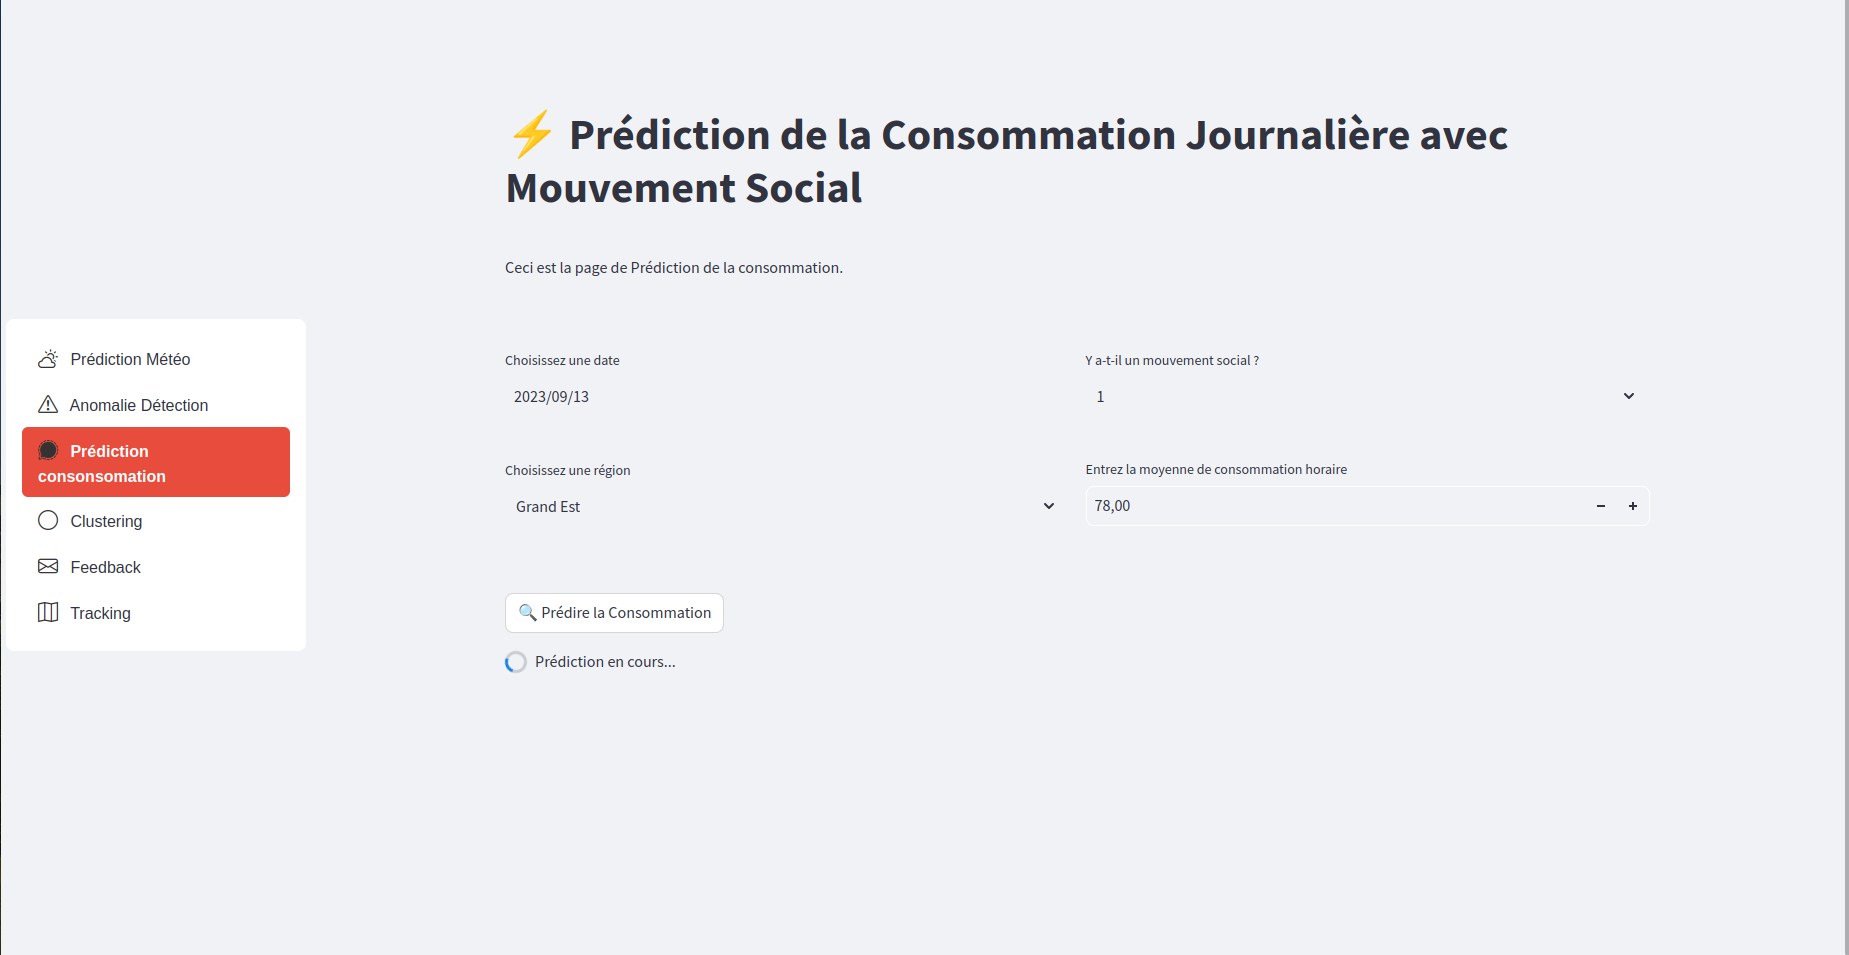 Prédiction Météo
Anomalie Détection
Prédiction
consonsomation
Clustering
Feedback
Tracking
⚡ Prédiction de la Consommation Journalière avec
Mouvement Social
Ceci est la page de Prédiction de la consommation.
Choisissez une date
2023/09/13
Y a-t-il un mouvement social ?
1
Choisissez une région
Grand Est
Entrez la moyenne de consommation horaire
78,00
🔍 Prédire la Consommation
Prédiction en cours...